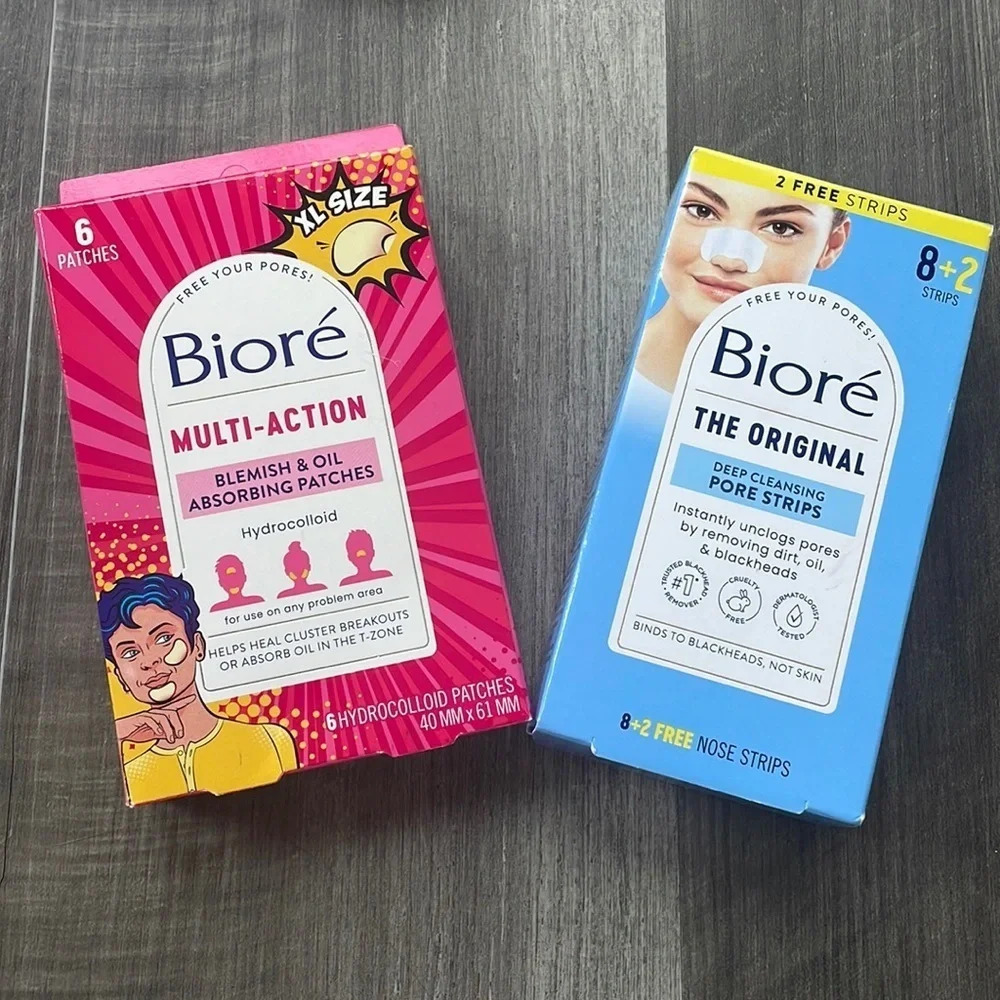 6
PATCHES
XL SIZE
FREE YOUR PORES!
Bioré
MULTI-ACTION
BLEMISH & OIL
ABSORBING PATCHES
Hydrocolloid
for use on any problem area
HELPS HEAL CLUSTER BREAKOUTS
OR ABSORB OIL IN THE T-ZONE
6 HYDROCOLLOID PATCHES
40 MM x 61 MM
2 FREE STRIPS
8+2
STRIPS
FREE YOUR PORES!
Bioré
THE ORIGINAL
DEEP CLEANSING
PORE STRIPS
Instantly unclogs pores
by removing dirt, oil,
& blackheads
TRUSTED BLACKHEAD
#1
REMOVER
CRUELTY
FREE
DERMATOLOGIST
TESTED
BINDS TO BLACKHEADS, NOT SKIN
8+2 FREE NOSE STRIPS